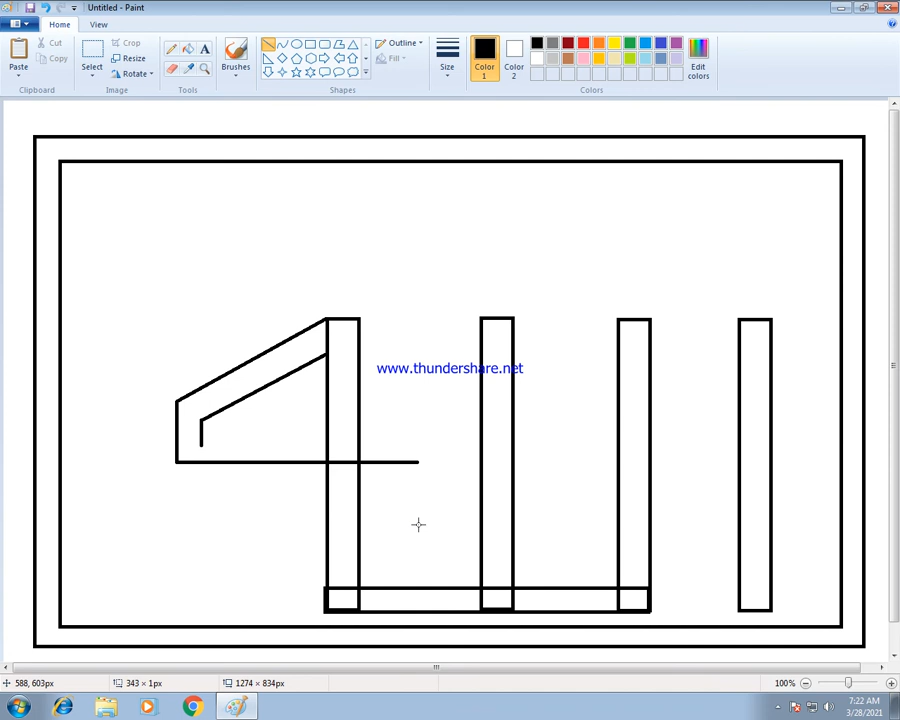 Untitled - Paint
Home
View
Paste
Cut
Copy
Clipboard
Select
Crop
Resize
Rotate
Image
A
Tools
Brushes
Outline
Fill
Shapes
Size
Color 1
Color 2
Edit colors
Colors
www.thundershare.net
588, 603px
343 × 1px
1274 × 834px
100%
7:22 AM
3/28/2021